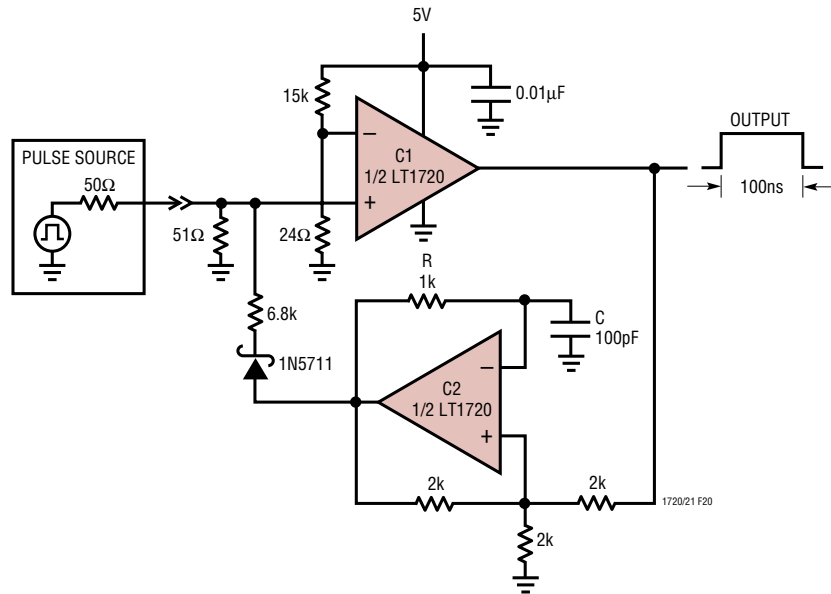 5V
15k
0.01µF
OUTPUT
PULSE SOURCE
50Ω
−
C1
1/2 LT1720
+
100ns
51Ω
24Ω
R
1k
6.8k
C
100pF
1N5711
−
C2
1/2 LT1720
+
2k
2k
1720/21 F20
2k